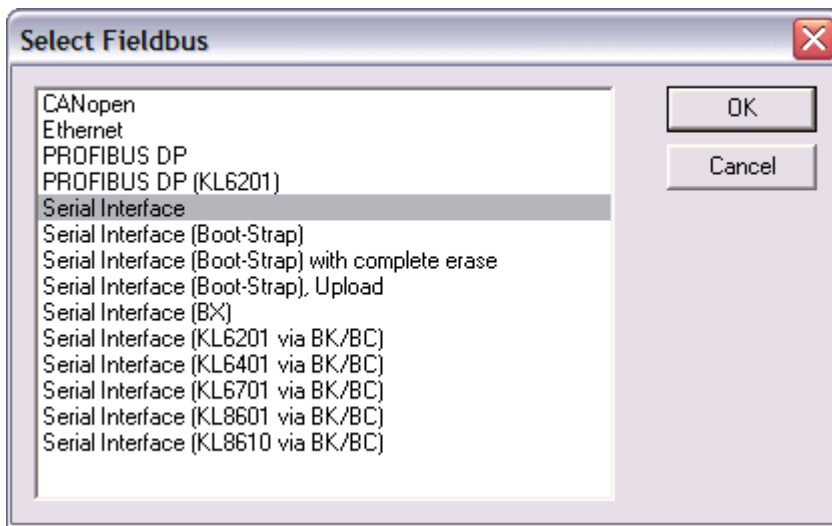 Select Fieldbus
CANopen
Ethernet
PROFIBUS DP
PROFIBUS DP (KL6201)
Serial Interface
Serial Interface (Boot-Strap)
Serial Interface (Boot-Strap) with complete erase
Serial Interface (Boot-Strap), Upload
Serial Interface (BX)
Serial Interface (KL6201 via BK/BC)
Serial Interface (KL6401 via BK/BC)
Serial Interface (KL6701 via BK/BC)
Serial Interface (KL8601 via BK/BC)
Serial Interface (KL8610 via BK/BC)
OK
Cancel